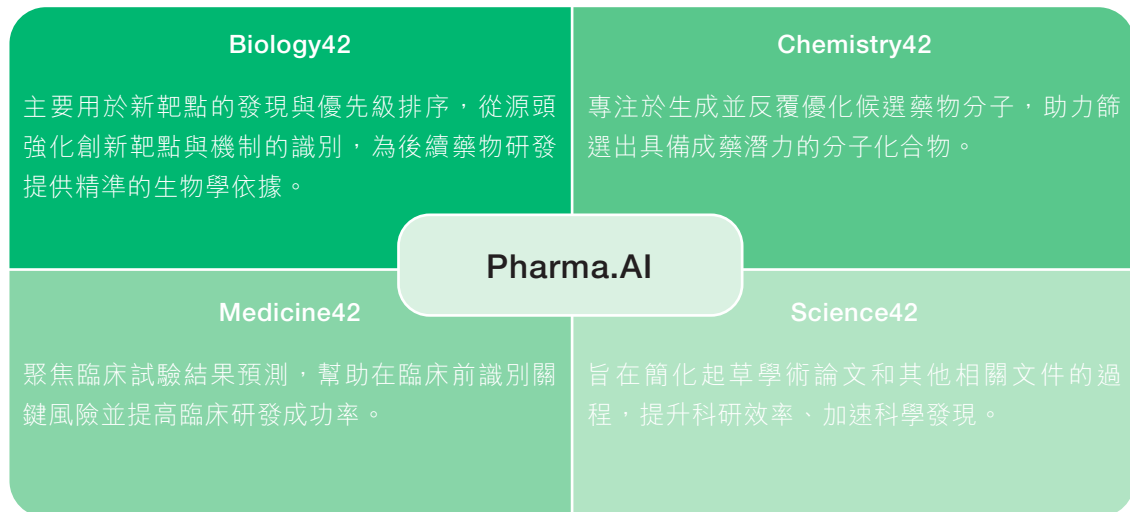 Biology42
主要用於新靶點的發現與優先級排序，從源頭
強化創新靶點與機制的識別，為後續藥物研發
提供精準的生物學依據。
Chemistry42
專注於生成並反覆優化候選藥物分子，助力篩
選出具備成藥潛力的分子化合物。
Pharma.AI
Medicine42
聚焦臨床試驗結果預測，幫助在臨床前識別關
鍵風險並提高臨床研發成功率。
Science42
旨在簡化起草學術論文和其他相關文件的過
程，提升科研效率、加速科學發現。